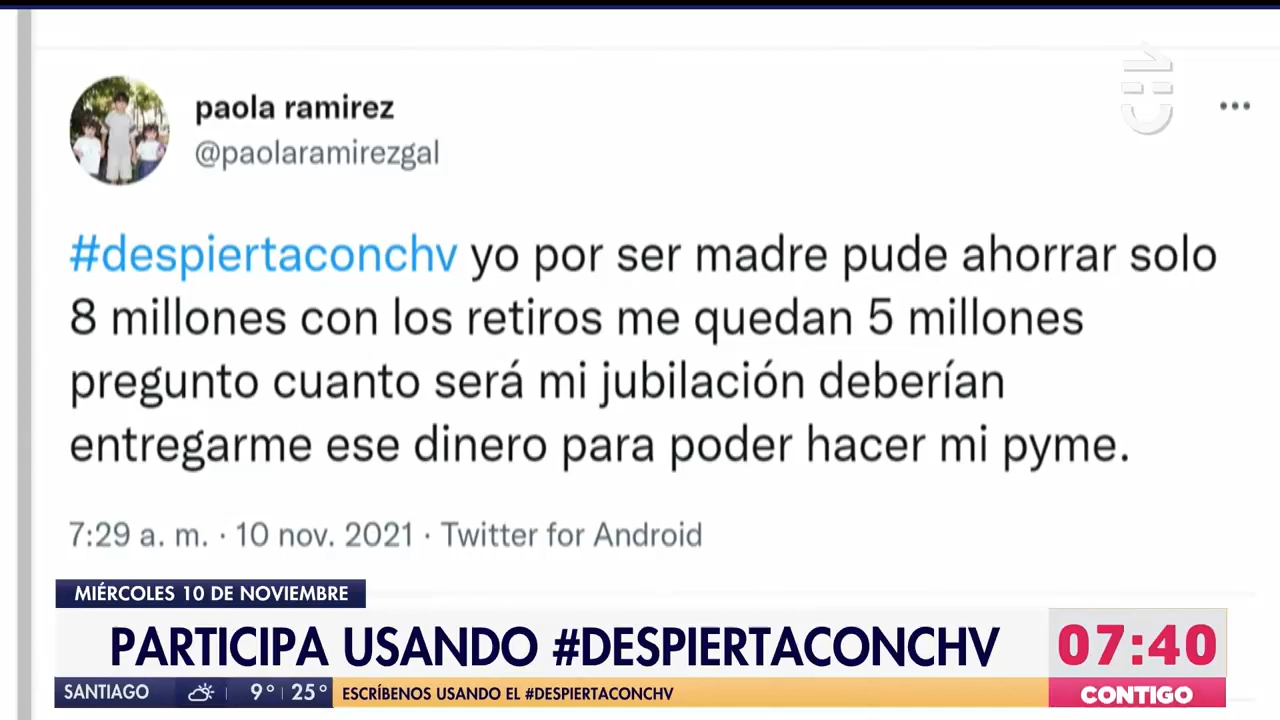 paola ramirez
@paolaramirezgal
#despiertaconchv yo por ser madre pude ahorrar solo
8 millones con los retiros me quedan 5 millones
pregunto cuanto será mi jubilación deberían
entregarme ese dinero para poder hacer mi pyme.
7:29 a. m. · 10 nov. 2021 · Twitter for Android
MIÉRCOLES 10 DE NOVIEMBRE
PARTICIPA USANDO #DESPIERTACONCHV
07:40
SANTIAGO 9° 25° ESCRÍBENOS USANDO EL #DESPIERTACONCHV
CONTIGO